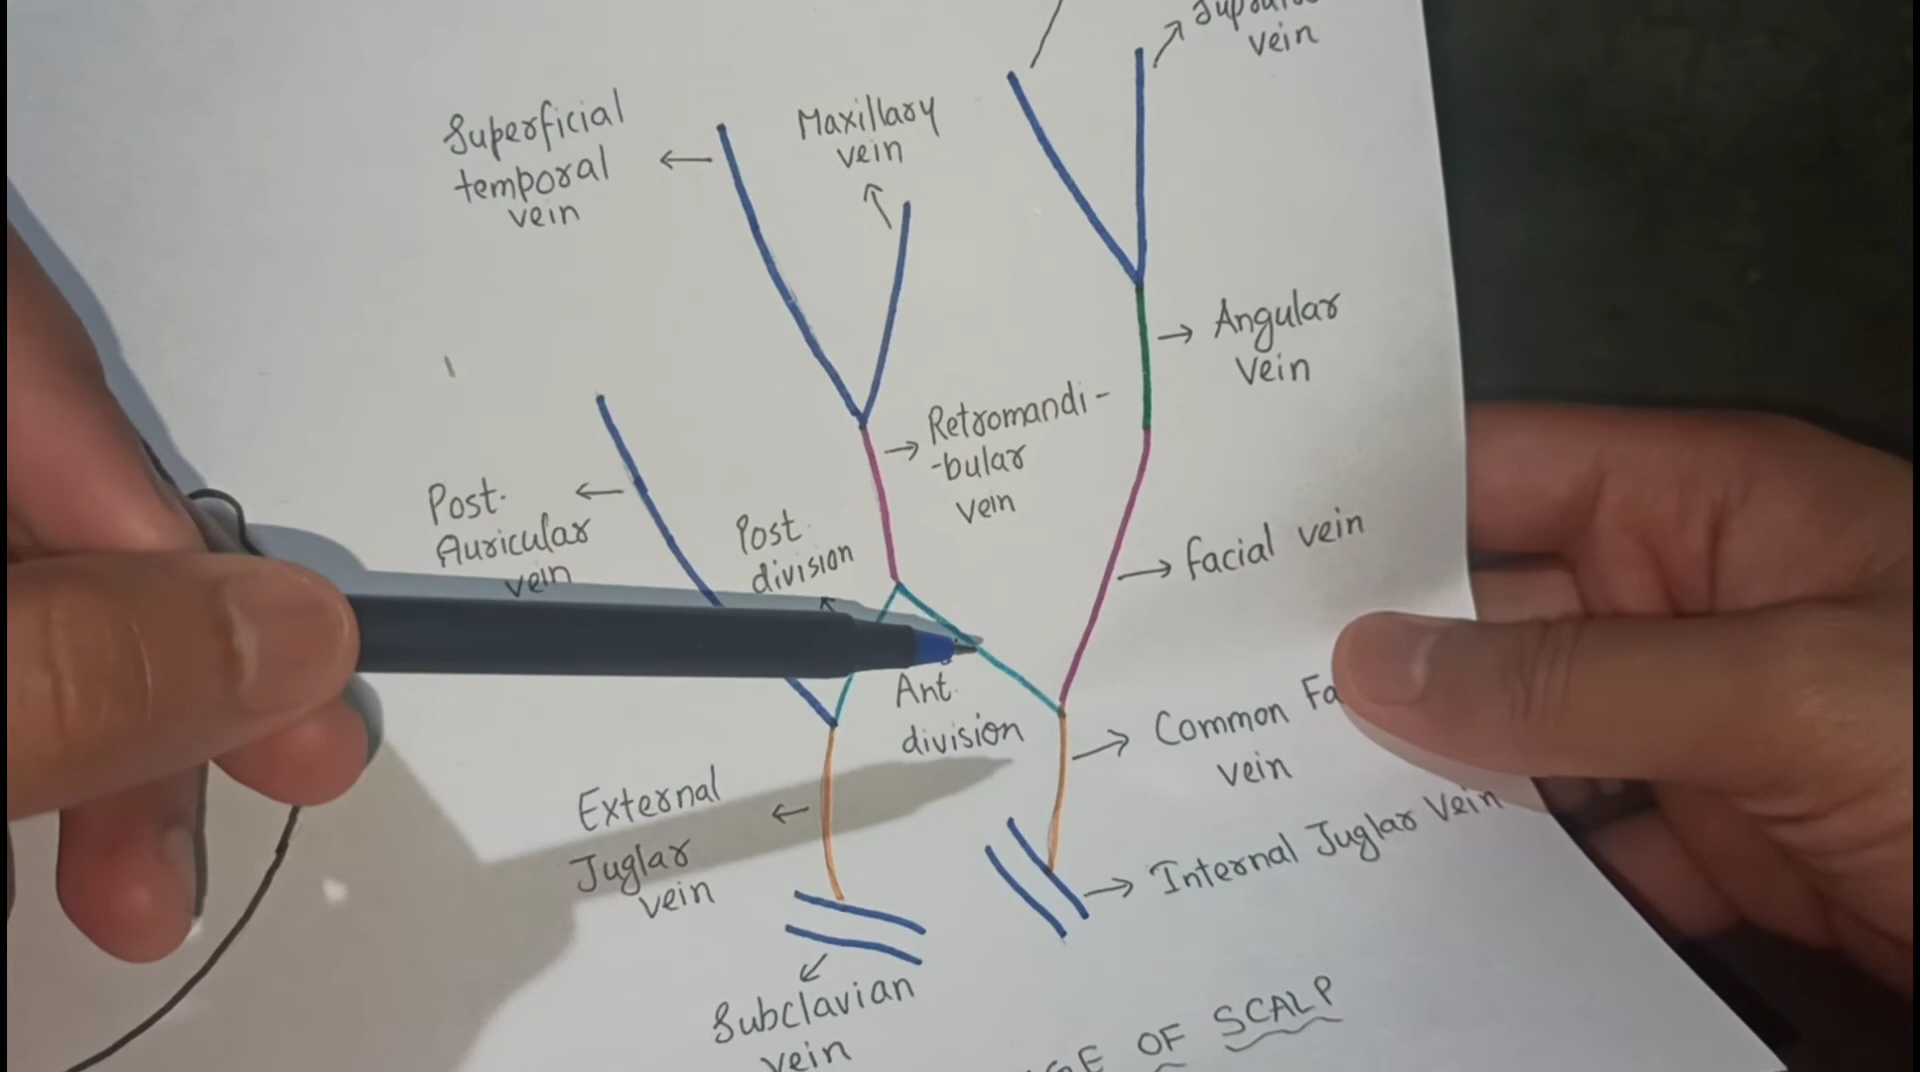 vein
Superficial
temporal
vein
Maxillary
vein
Angular
Vein
Retromandi-
-bular
vein
Post.
Auricular
vein
Post
division
facial vein
Ant.
division
Common
vein
External
Juglar
vein
Internal Juglar Vein
Subclavian
vein
OF SCALP